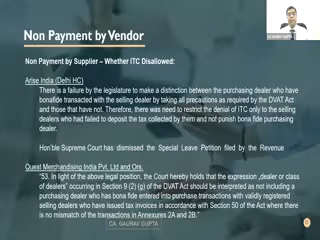 Non Payment by Vendor
CA GAURAV GUPTA
Non Payment by Supplier – Whether ITC Disallowed:
Arise India (Delhi HC)
There is a failure by the legislature to make a distinction between the purchasing dealer who have
bonafide transacted with the selling dealer by taking all precautions as required by the DVAT Act
and those that have not. Therefore, there was need to restrict the denial of ITC only to the selling
dealers who had failed to deposit the tax collected by them and not punish bona fide purchasing
dealer.
Hon'ble Supreme Court has dismissed the Special Leave Petition filed by the Revenue
Quest Merchandising India Pvt. Ltd and Ors.
"53. In light of the above legal position, the Court hereby holds that the expression „dealer or class
of dealers" occurring in Section 9 (2) (g) of the DVAT Act should be interpreted as not including a
purchasing dealer who has bona fide entered into purchase transactions with validly registered
selling dealers who have issued tax invoices in accordance with Section 50 of the Act where there
is no mismatch of the transactions in Annexures 2A and 2B."
CA. GAURAV GUPTA